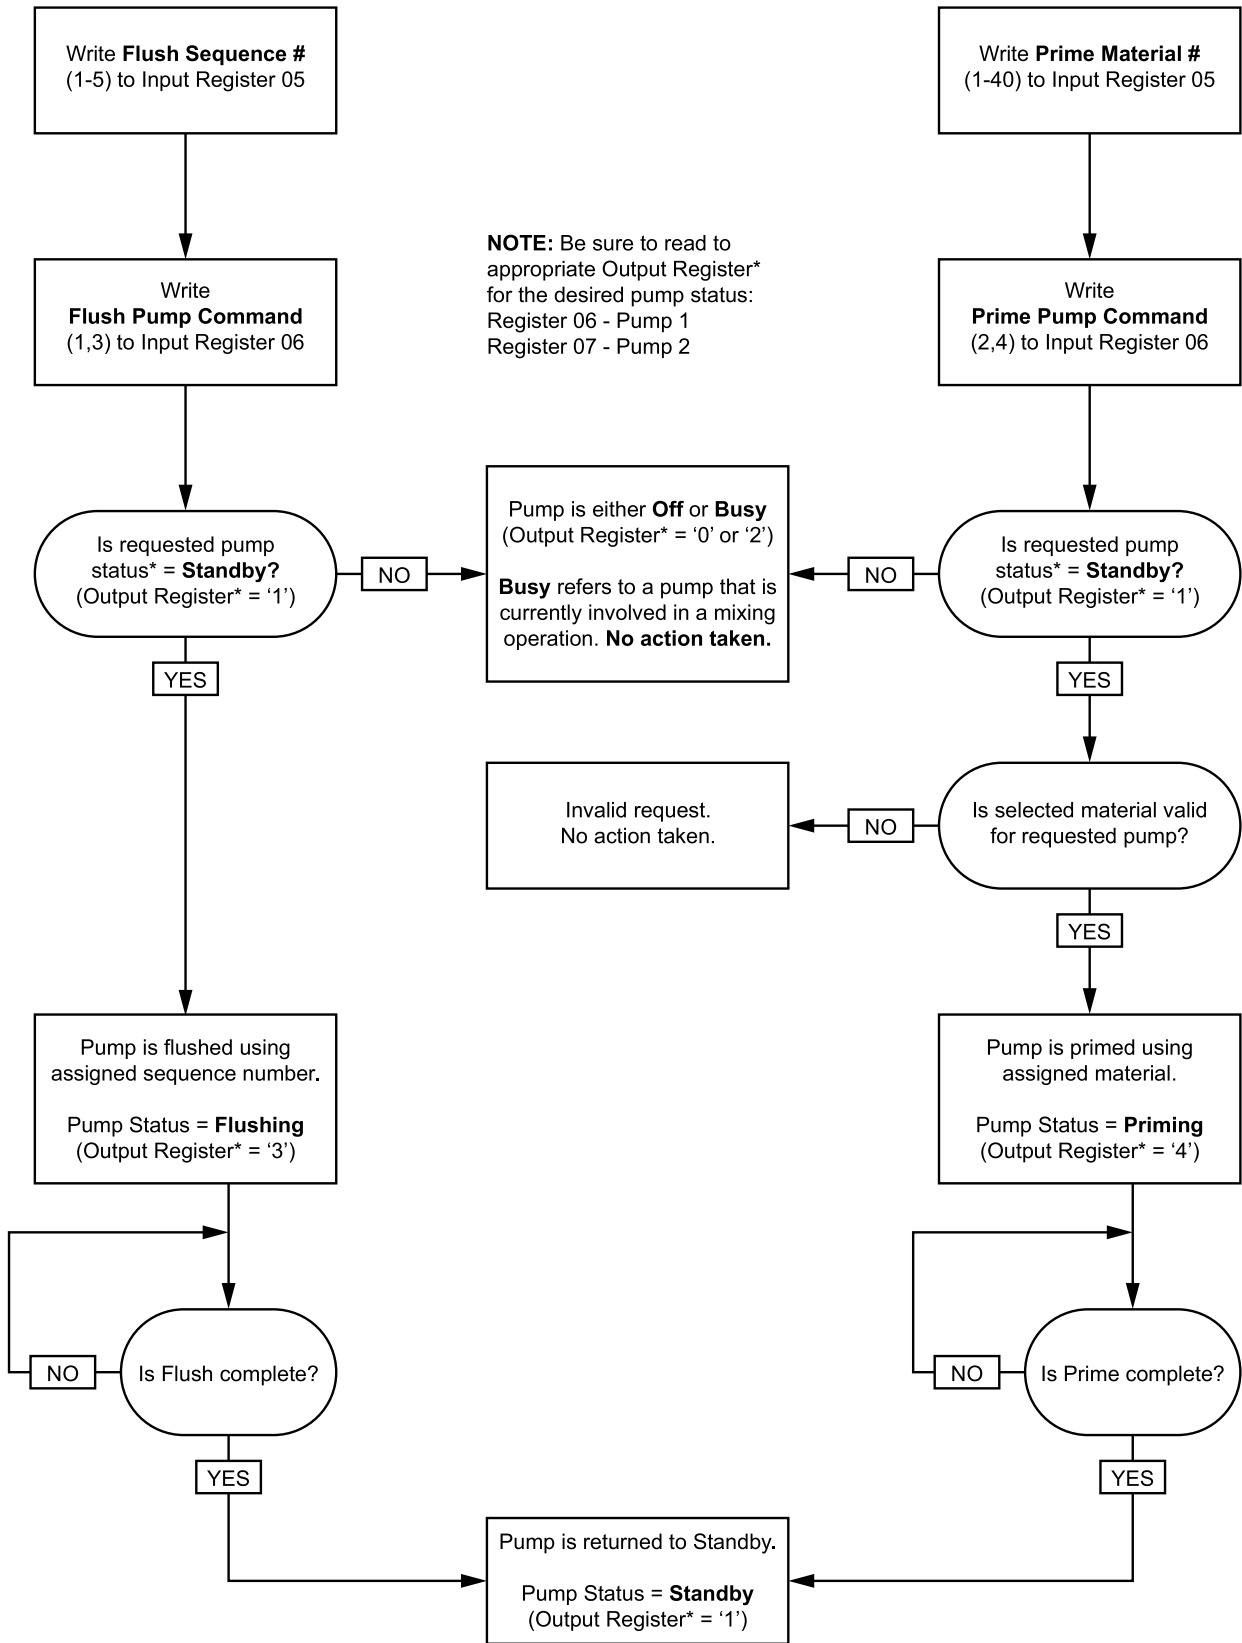 Write Flush Sequence #
(1-5) to Input Register 05
Write Prime Material #
(1-40) to Input Register 05
NOTE: Be sure to read to
appropriate Output Register*
for the desired pump status:
Register 06 - Pump 1
Register 07 - Pump 2
Write
Flush Pump Command
(1,3) to Input Register 06
Write
Prime Pump Command
(2,4) to Input Register 06
Is requested pump
status* = Standby?
(Output Register* = ‘1’)
NO
Pump is either Off or Busy
(Output Register* = ‘0’ or ‘2’)
Busy refers to a pump that is
currently involved in a mixing
operation. No action taken.
NO
Is requested pump
status* = Standby?
(Output Register* = ‘1’)
YES
YES
Invalid request.
No action taken.
NO
Is selected material valid
for requested pump?
YES
Pump is flushed using
assigned sequence number.
Pump Status = Flushing
(Output Register* = ‘3’)
Pump is primed using
assigned material.
Pump Status = Priming
(Output Register* = ‘4’)
NO
Is Flush complete?
NO
Is Prime complete?
YES
YES
Pump is returned to Standby.
Pump Status = Standby
(Output Register* = ‘1’)